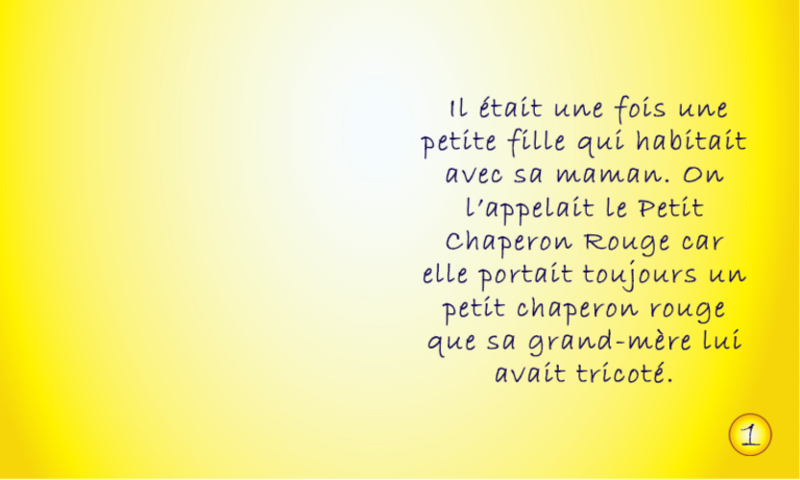 Il était une fois une
petite fille qui habitait
avec sa maman. On
l'appelait le Petit
Chaperon Rouge car
elle portait toujours un
petit chaperon rouge
que sa grand-mère lui
avait tricoté.
1